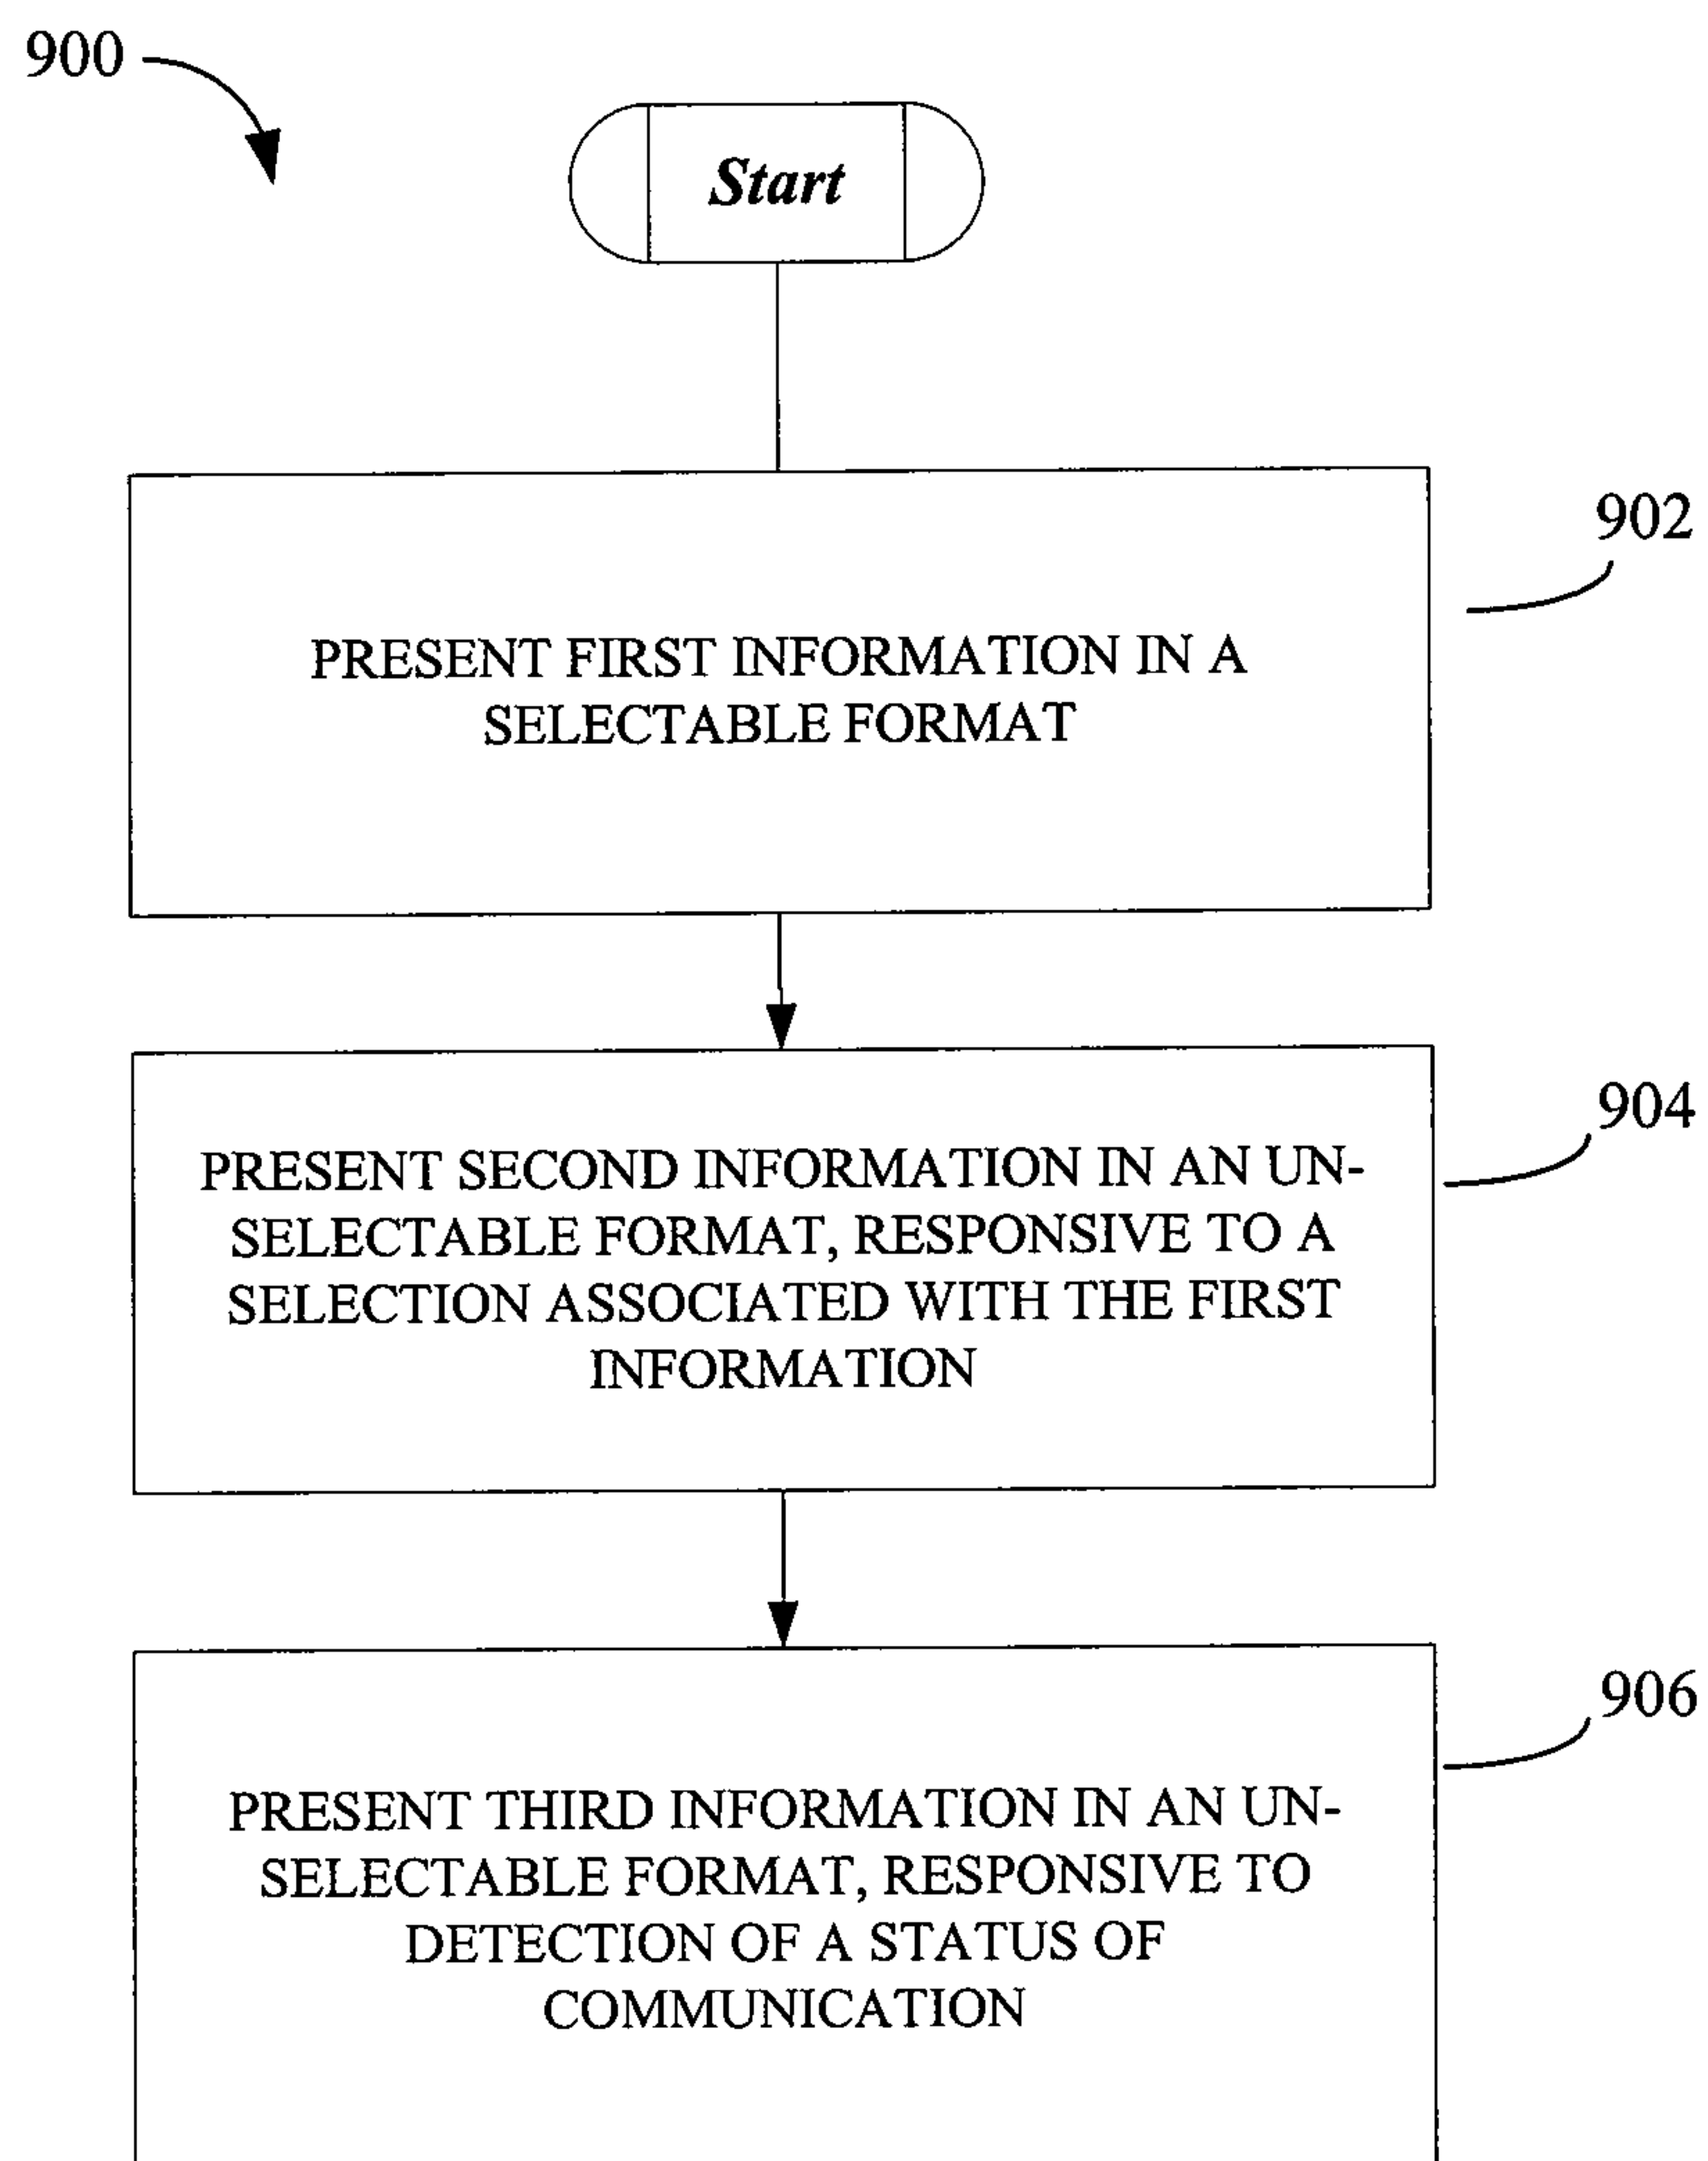 900
Start
902
PRESENT FIRST INFORMATION IN A
SELECTABLE FORMAT
904
PRESENT SECOND INFORMATION IN AN UN-
SELECTABLE FORMAT, RESPONSIVE TO A
SELECTION ASSOCIATED WITH THE FIRST
INFORMATION
906
PRESENT THIRD INFORMATION IN AN UN-
SELECTABLE FORMAT, RESPONSIVE TO
DETECTION OF A STATUS OF
COMMUNICATION